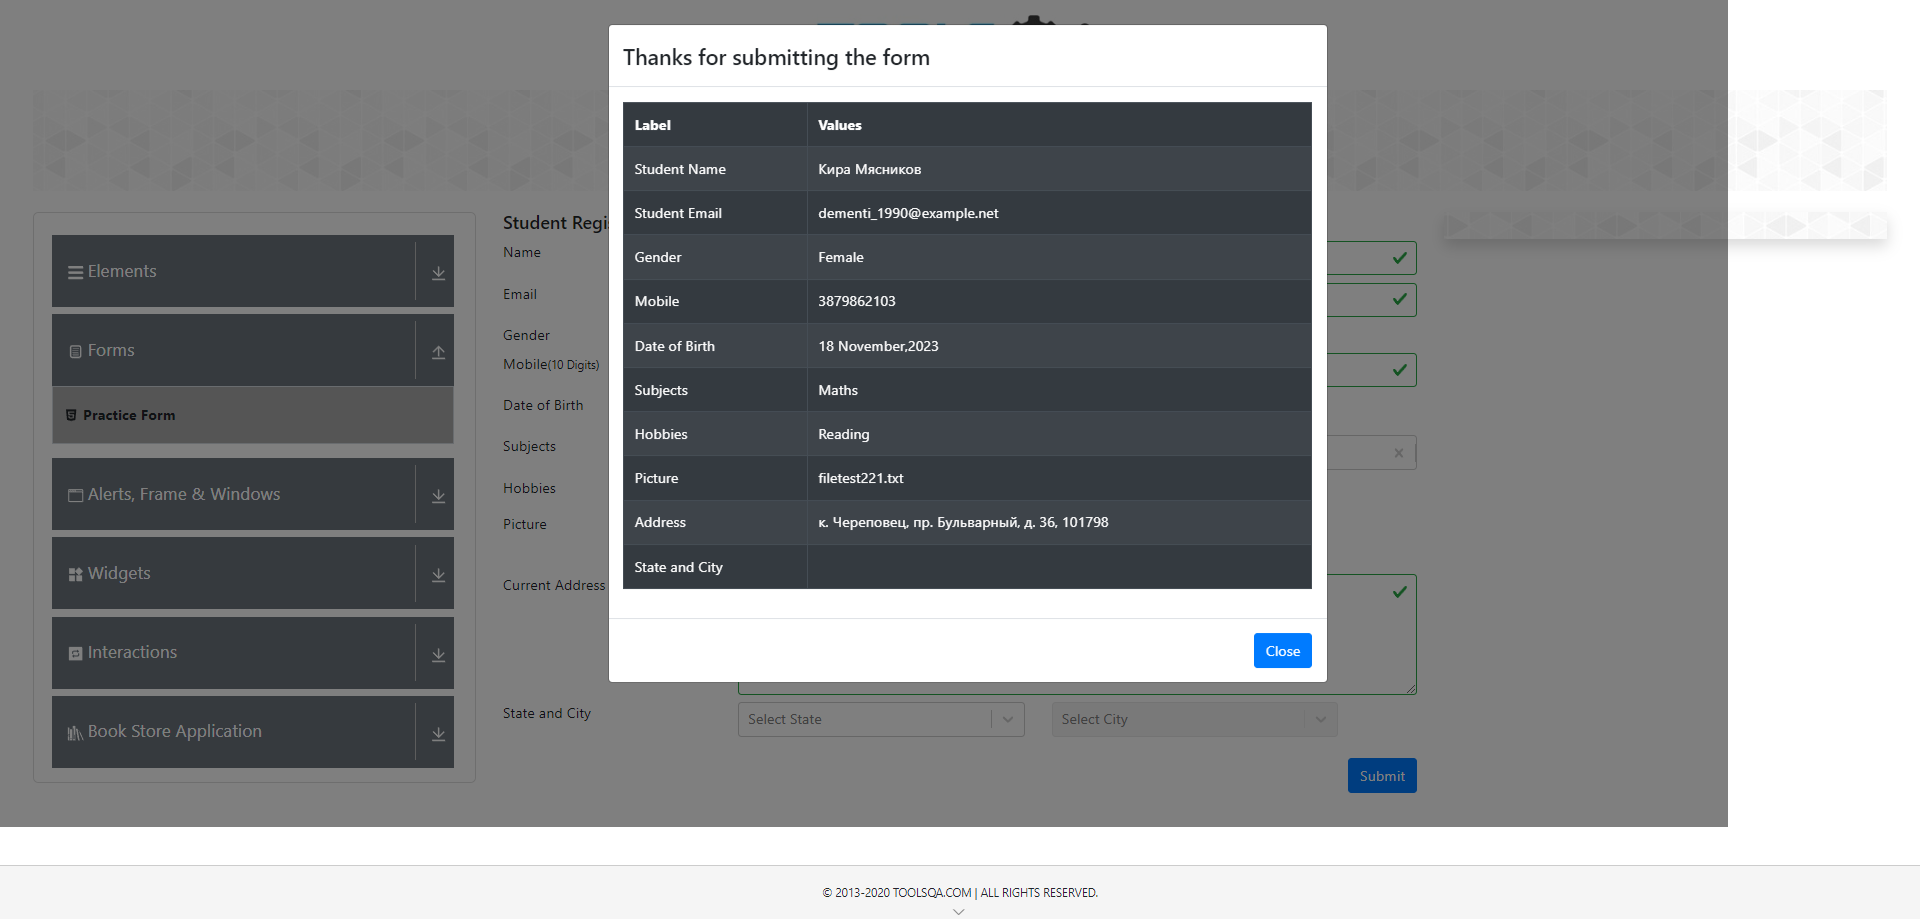 Thanks for submitting the form
Label Values
Student Name Кира Мясников
Student Email dementi_1990@example.net
Gender Female
Mobile 3879862103
Date of Birth 18 November,2023
Subjects Maths
Hobbies Reading
Picture filetest221.txt
Address к. Череповец, пр. Бульварный, д. 36, 101798
State and City
Close
Elements
Forms
Practice Form
Alerts, Frame & Windows
Widgets
Interactions
Book Store Application
Student Regi
Name
Email
Gender
Mobile(10 Digits)
Date of Birth
Subjects
Hobbies
Picture
Current Address
State and City Select State Select City
Submit
© 2013-2020 TOOLSQA.COM | ALL RIGHTS RESERVED.